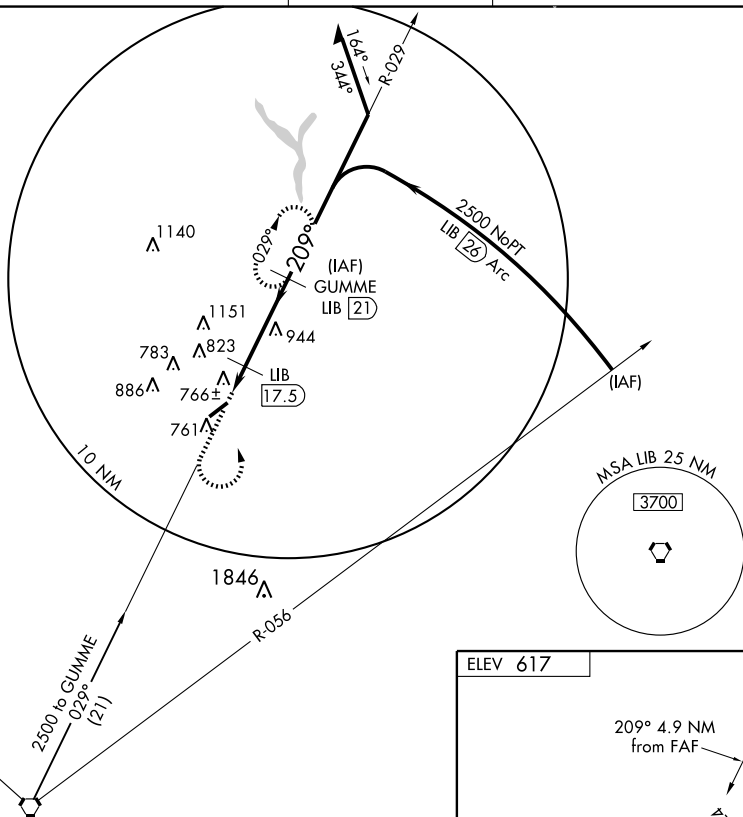 164°
344°
R-029
2500 NoPT
LIB 26 Arc
029°
209°
(IAF)
GUMME
LIB 21
1140
1151
944
823
783
886
766±
LIB
17.5
761
(IAF)
10 NM
MSA LIB 25 NM
3700
1846
R-056
2500 to GUMME
029°
(21)
ELEV 617
209° 4.9 NM
from FAF